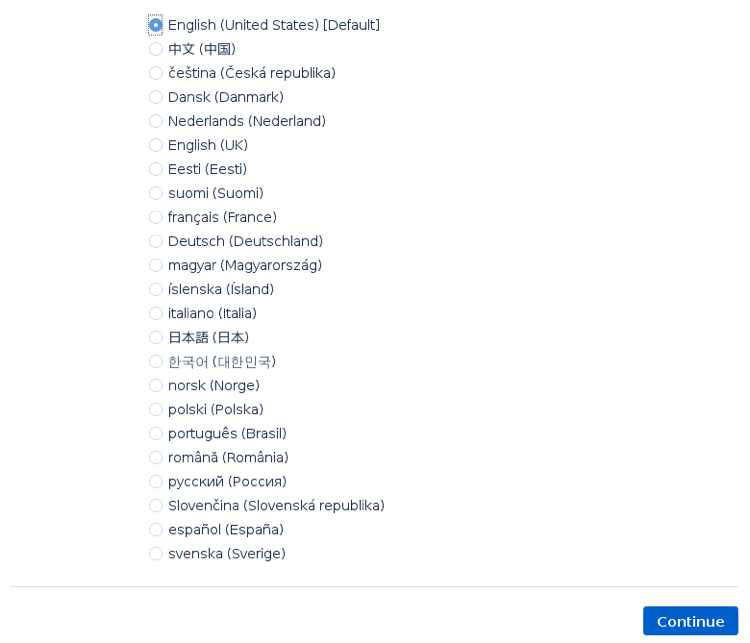 English (United States) [Default]
中文 (中国)
čeština (Česká republika)
Dansk (Danmark)
Nederlands (Nederland)
English (UK)
Eesti (Eesti)
suomi (Suomi)
français (France)
Deutsch (Deutschland)
magyar (Magyarország)
íslenska (Ísland)
italiano (Italia)
日本語 (日本)
한국어 (대한민국)
norsk (Norge)
polski (Polska)
português (Brasil)
română (România)
русский (Россия)
Slovenčina (Slovenská republika)
español (España)
svenska (Sverige)
Continue